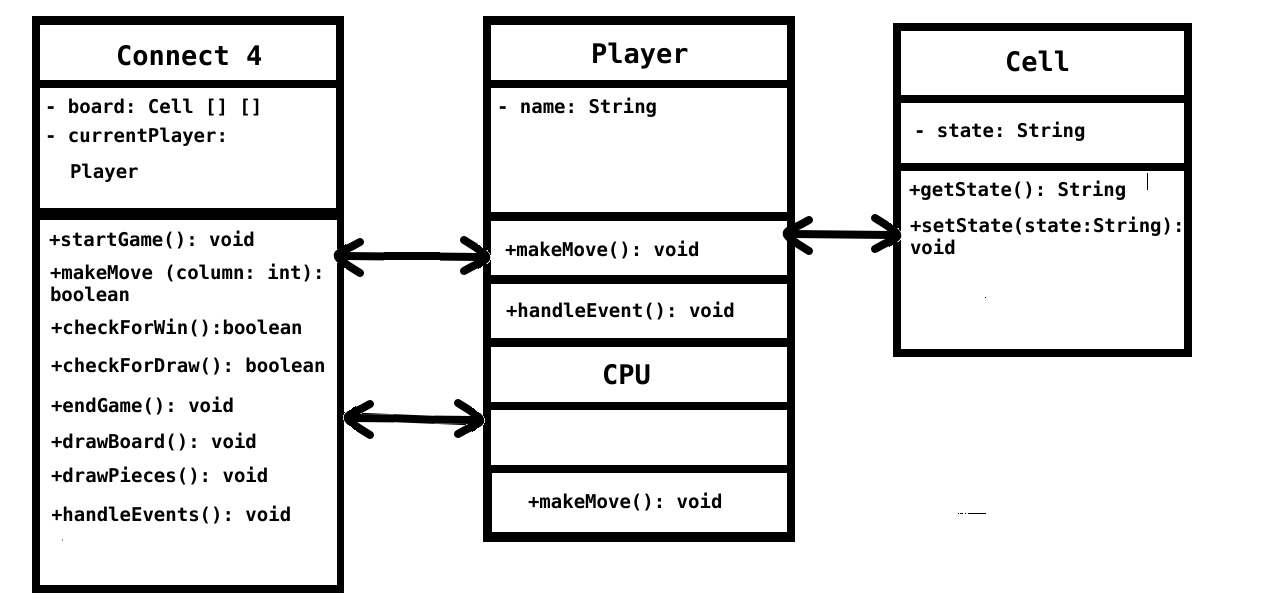 Connect 4
- board: Cell [] []
- currentPlayer:
Player
+startGame(): void
+makeMove (column: int):
boolean
+checkForWin():boolean
+checkForDraw(): boolean
+endGame(): void
+drawBoard(): void
+drawPieces(): void
+handleEvents(): void
Player
- name: String
+makeMove(): void
+handleEvent(): void
CPU
+makeMove(): void
Cell
- state: String
+getState(): String
+setState(state:String):
void